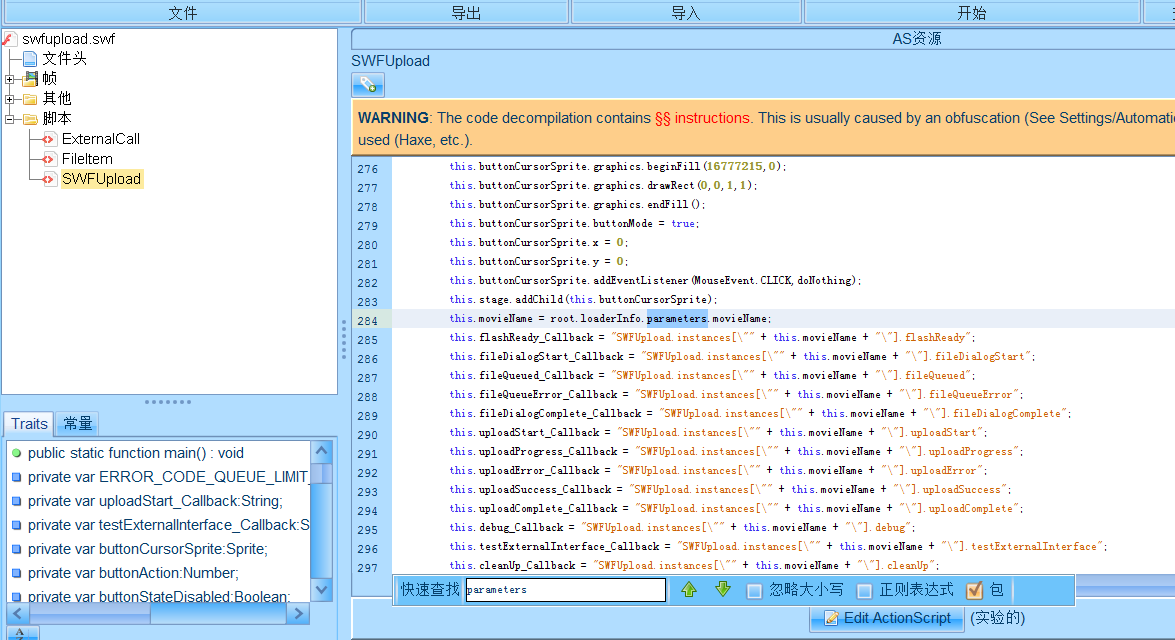 文件 导出 导入 开始
swfupload.swf
文件头
帧
其他
脚本
ExternalCall
FileItem
SWFUpload
Traits 常量
public static function main() : void
private var ERROR_CODE_QUEUE_LIMIT_
private var uploadStart_Callback:String;
private var testExternalInterface_Callback:S
private var buttonCursorSprite:Sprite;
private var buttonAction:Number;
private var buttonStateDisabled:Boolean;
AS资源
SWFUpload
WARNING: The code decompilation contains §§ instructions. This is usually caused by an obfuscation (See Settings/Automati
used (Haxe, etc.).
276 this.buttonCursorSprite.graphics.beginFill(16777215,0);
277 this.buttonCursorSprite.graphics.drawRect(0,0,1,1);
278 this.buttonCursorSprite.graphics.endFill();
279 this.buttonCursorSprite.buttonMode = true;
280 this.buttonCursorSprite.x = 0;
281 this.buttonCursorSprite.y = 0;
282 this.buttonCursorSprite.addEventListener(MouseEvent.CLICK,doNothing);
283 this.stage.addChild(this.buttonCursorSprite);
284 this.movieName = root.loaderInfo.parameters.movieName;
285 this.flashReady_Callback = "SWFUpload.instances[\"" + this.movieName + "\"].flashReady";
286 this.fileDialogStart_Callback = "SWFUpload.instances[\"" + this.movieName + "\"].fileDialogStart";
287 this.fileQueued_Callback = "SWFUpload.instances[\"" + this.movieName + "\"].fileQueued";
288 this.fileQueueError_Callback = "SWFUpload.instances[\"" + this.movieName + "\"].fileQueueError";
289 this.fileDialogComplete_Callback = "SWFUpload.instances[\"" + this.movieName + "\"].fileDialogComplete";
290 this.uploadStart_Callback = "SWFUpload.instances[\"" + this.movieName + "\"].uploadStart";
291 this.uploadProgress_Callback = "SWFUpload.instances[\"" + this.movieName + "\"].uploadProgress";
292 this.uploadError_Callback = "SWFUpload.instances[\"" + this.movieName + "\"].uploadError";
293 this.uploadSuccess_Callback = "SWFUpload.instances[\"" + this.movieName + "\"].uploadSuccess";
294 this.uploadComplete_Callback = "SWFUpload.instances[\"" + this.movieName + "\"].uploadComplete";
295 this.debug_Callback = "SWFUpload.instances[\"" + this.movieName + "\"].debug";
296 this.testExternalInterface_Callback = "SWFUpload.instances[\"" + this.movieName + "\"].testExternalInterface";
297 this.cleanUp_Callback = "SWFUpload.instances[\"" + this.movieName + "\"].cleanUp";
快速查找 parameters 忽略大小写 正则表达式 包
Edit ActionScript (实验的)